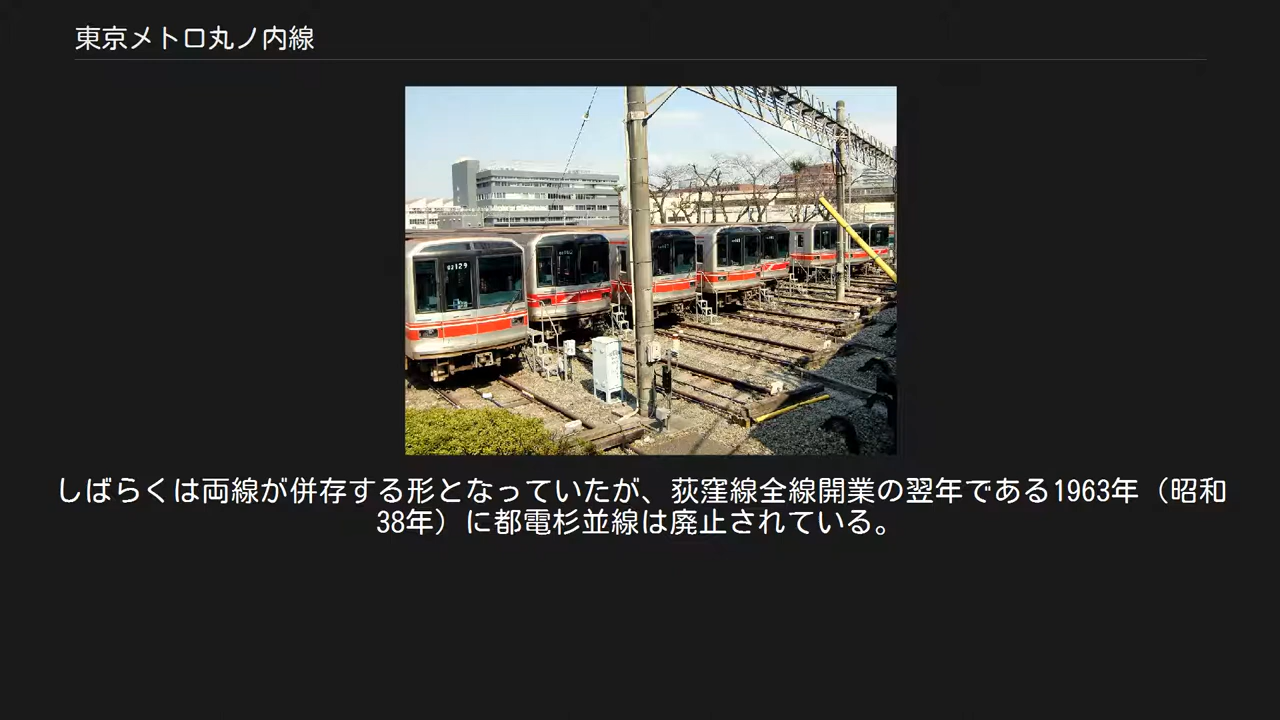 東京メトロ丸ノ内線
02129
しばらくは両線が併存する形となっていたが、荻窪線全線開業の翌年である1963年（昭和
38年）に都電杉並線は廃止されている。